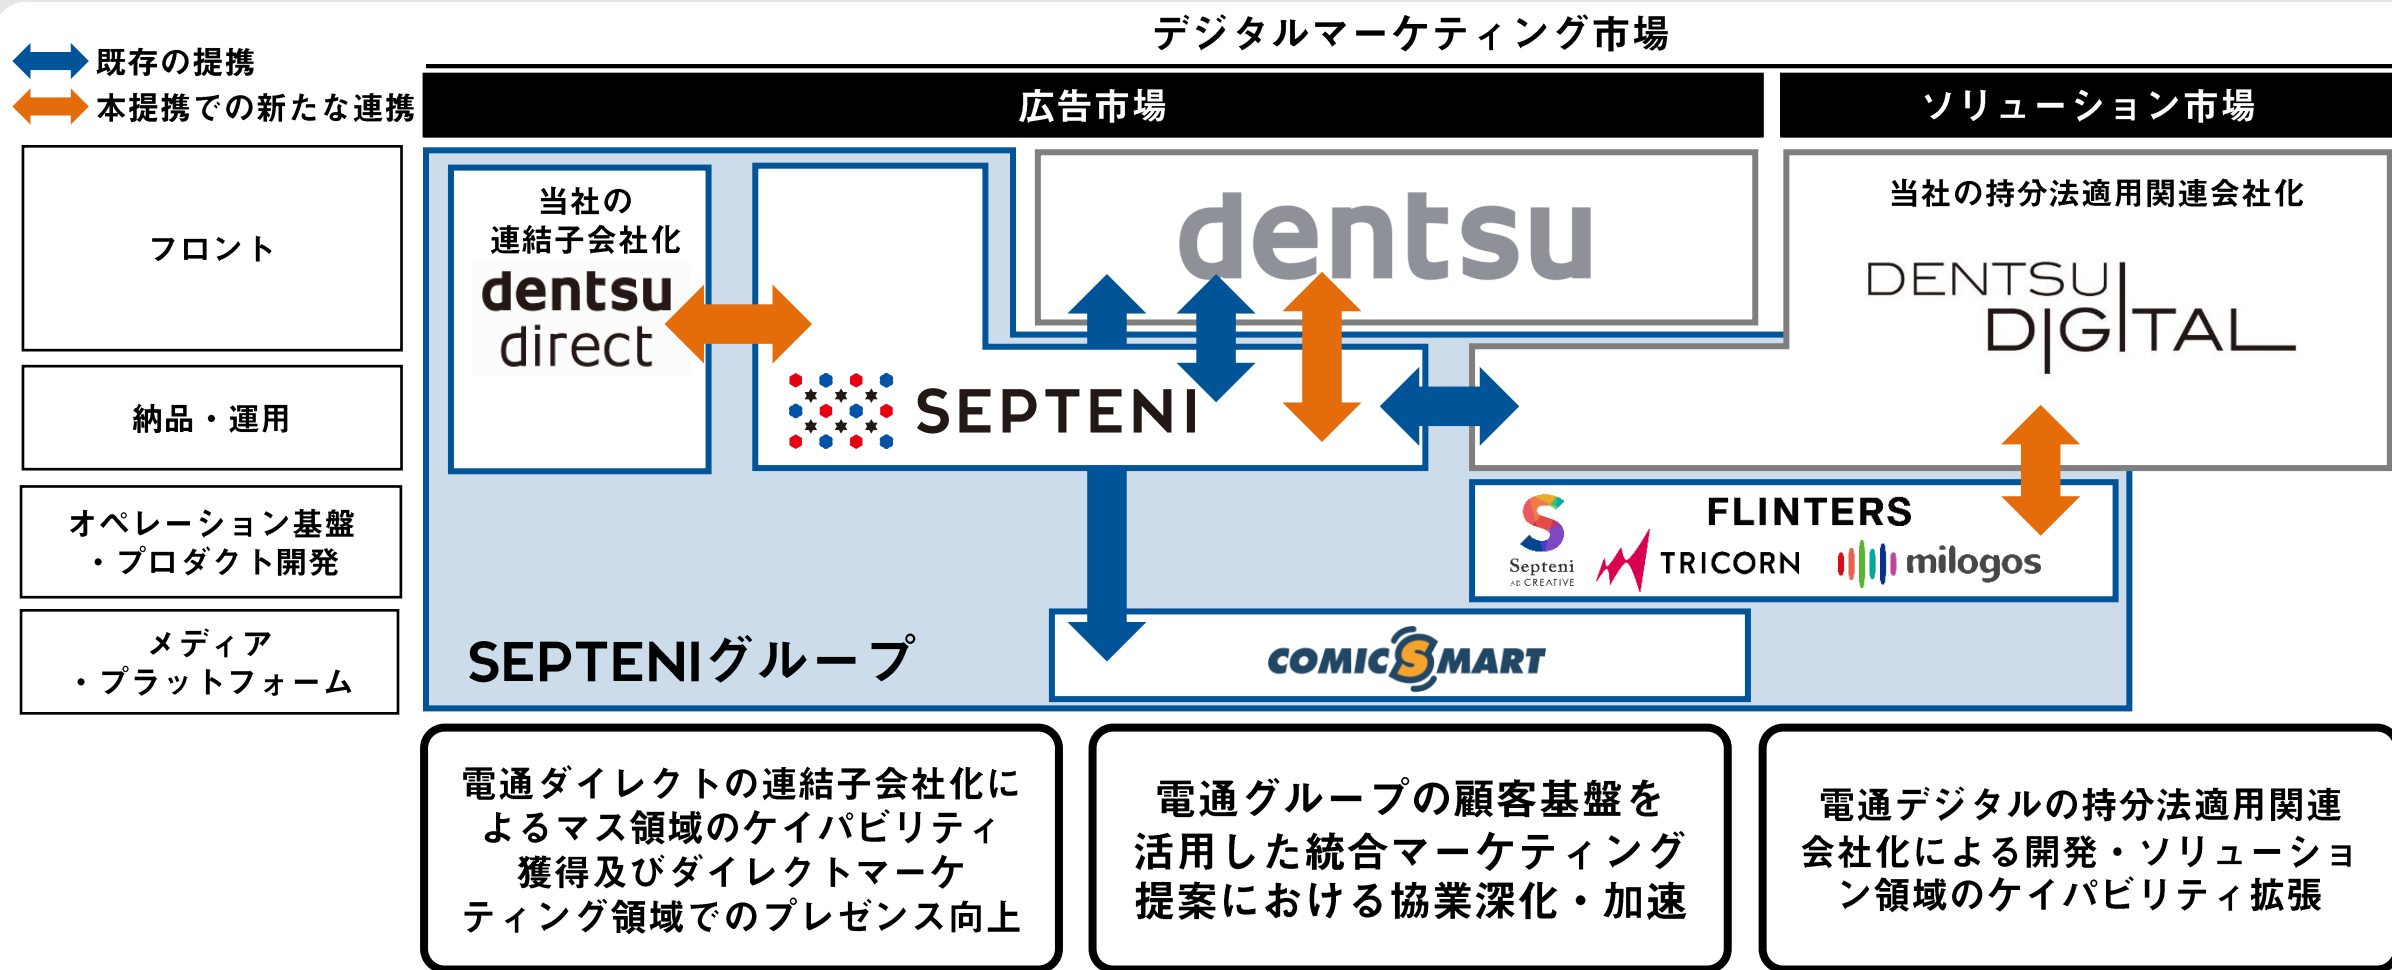 デジタルマーケティング市場
既存の提携
本提携での新たな連携
広告市場
ソリューション市場
フロント
納品・運用
オペレーション基盤
・プロダクト開発
メディア
・プラットフォーム
当社の
連結子会社化
dentsu
direct
SEPTENI
dentsu
当社の持分法適用関連会社化
DENTSU
DIGITAL
Septeni
AD CREATIVE
FLINTERS
TRICORN
milogos
SEPTENIグループ
COMICSMART
電通ダイレクトの連結子会社化に
よるマス領域のケイパビリティ
獲得及びダイレクトマーケ
ティング領域でのプレゼンス向上
電通グループの顧客基盤を
活用した統合マーケティング
提案における協業深化・加速
電通デジタルの持分法適用関連
会社化による開発・ソリューショ
ン領域のケイパビリティ拡張